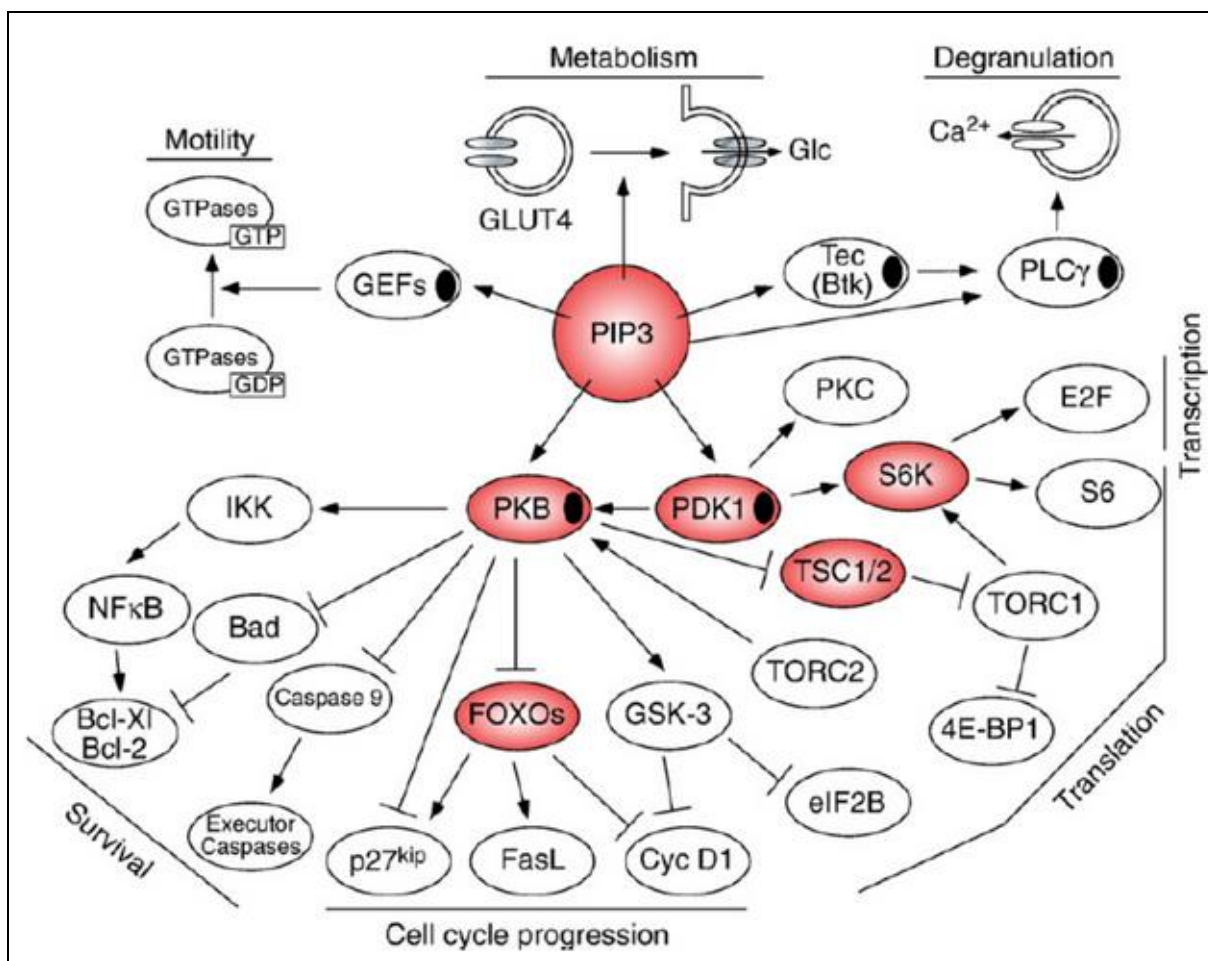 Metabolism
Degranulation
Motility
Ca2+
Glc
GLUT4
GTPases
GTP
GEFs
Tec
(Btk)
PLCγ
PIP3
GTPases
GDP
PKC
E2F
Transcription
S6K
S6
IKK
PKB
PDK1
TSC1/2
TORC1
NFκB
Bad
TORC2
Caspase 9
FOXOs
GSK-3
Bcl-Xl
Bcl-2
4E-BP1
Translation
eIF2B
Survival
Executor
Caspases
p27kip
FasL
Cyc D1
Cell cycle progression